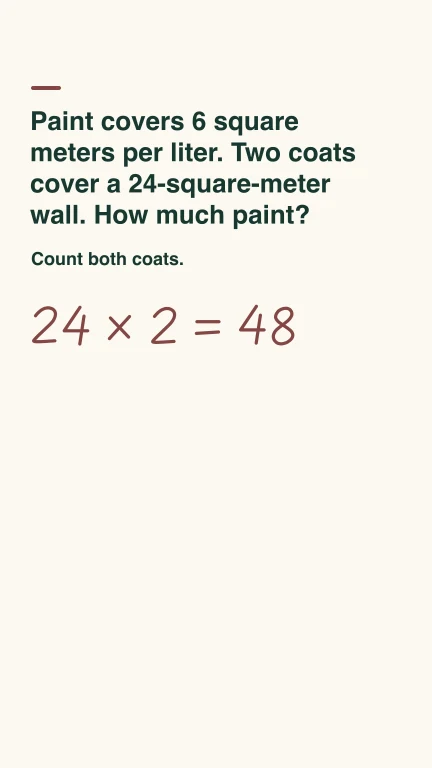 Paint covers 6 square
meters per liter. Two coats
cover a 24-square-meter
wall. How much paint?
Count both coats.
24 × 2 = 48